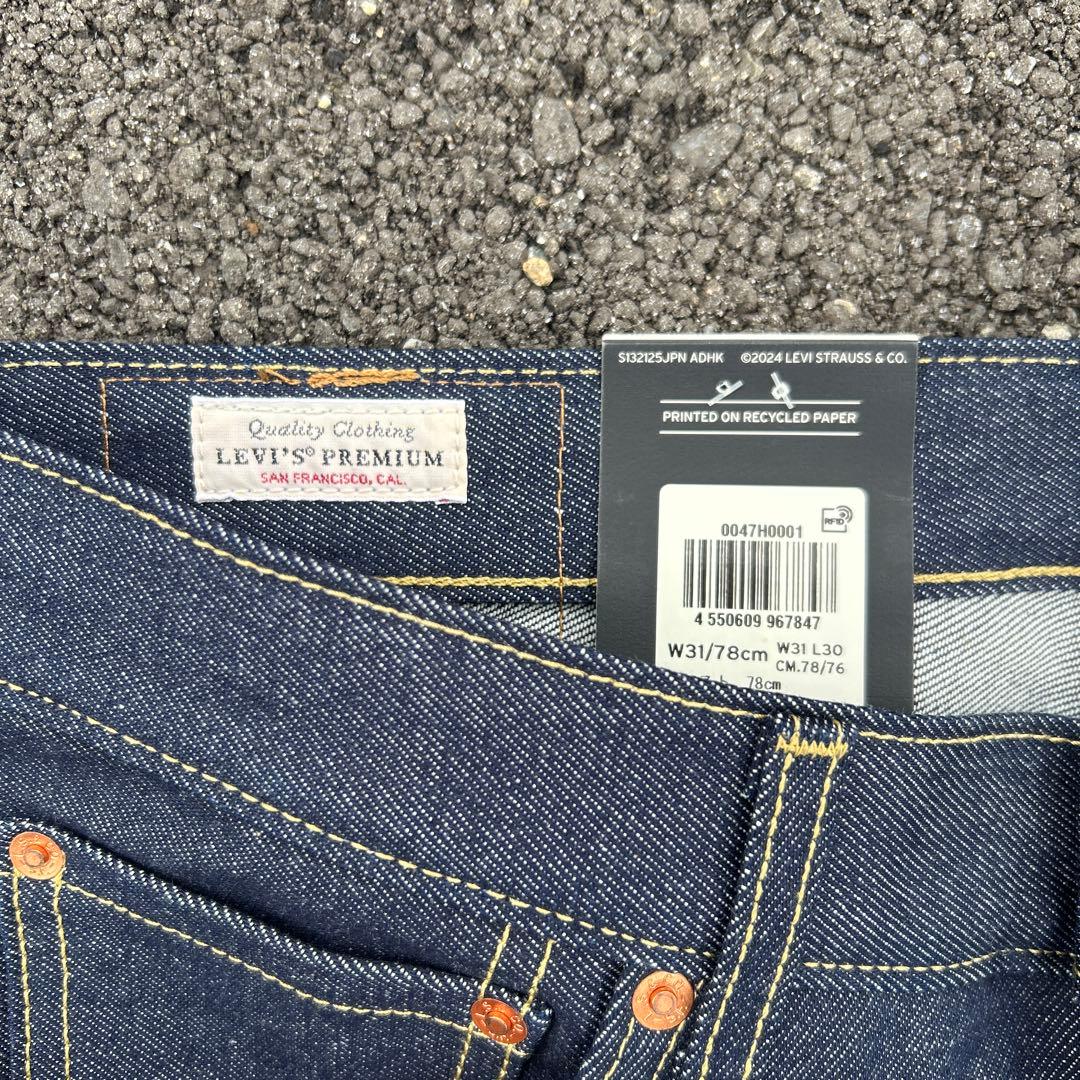 S132125JPN ADHK ©2024 LEVI STRAUSS & CO.
PRINTED ON RECYCLED PAPER
Quality Clothing
LEVI'S® PREMIUM
SAN FRANCISCO, CAL.
RFID
0047H0001
4 550609 967847
W31/78cm W31 L30
CM.78/76
78cm